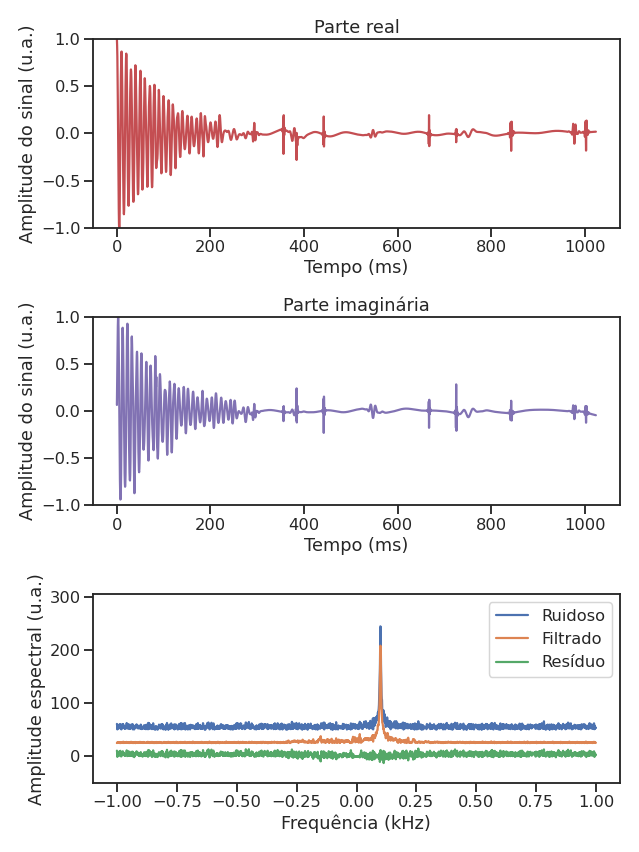 Parte real
Amplitude do sinal (u.a.)
1.0
0.5
0.0
−0.5
−1.0
0 200 400 600 800 1000
Tempo (ms)
Parte imaginária
Amplitude do sinal (u.a.)
1.0
0.5
0.0
−0.5
−1.0
0 200 400 600 800 1000
Tempo (ms)
Amplitude espectral (u.a.)
300
200
100
0
Ruidoso
Filtrado
Resíduo
−1.00 −0.75 −0.50 −0.25 0.00 0.25 0.50 0.75 1.00
Frequência (kHz)